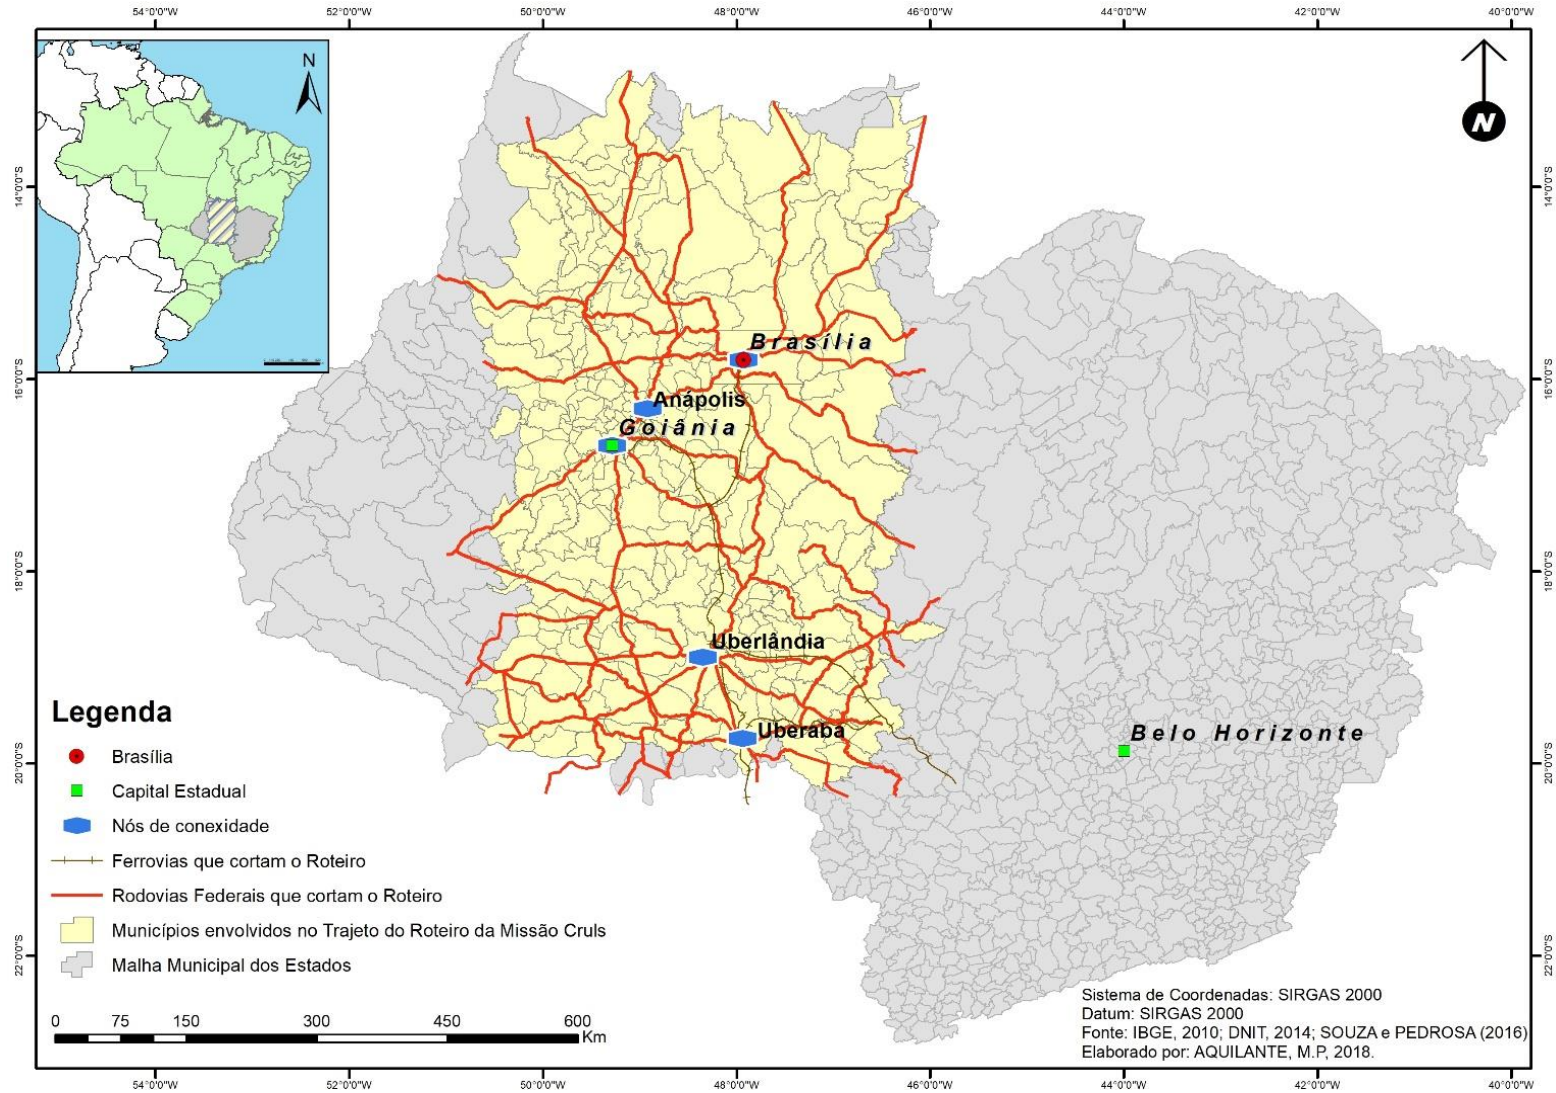 54°0'0"W 52°0'0"W 50°0'0"W 48°0'0"W 46°0'0"W 44°0'0"W 42°0'0"W 40°0'0"W
N
N
14°0'0"S 14°0'0"S
Brasília
16°0'0"S 16°0'0"S
Anápolis
Goiânia
18°0'0"S 18°0'0"S
Uberlândia
Uberaba
Belo Horizonte
20°0'0"S 20°0'0"S
22°0'0"S 22°0'0"S
Legenda
Brasília
Capital Estadual
Nós de conexidade
Ferrovias que cortam o Roteiro
Rodovias Federais que cortam o Roteiro
Municípios envolvidos no Trajeto do Roteiro da Missão Cruls
Malha Municipal dos Estados
0 75 150 300 450 600
Km
Sistema de Coordenadas: SIRGAS 2000
Datum: SIRGAS 2000
Fonte: IBGE, 2010; DNIT, 2014; SOUZA e PEDROSA (2016)
Elaborado por: AQUILANTE, M.P, 2018.
54°0'0"W 52°0'0"W 50°0'0"W 48°0'0"W 46°0'0"W 44°0'0"W 42°0'0"W 40°0'0"W